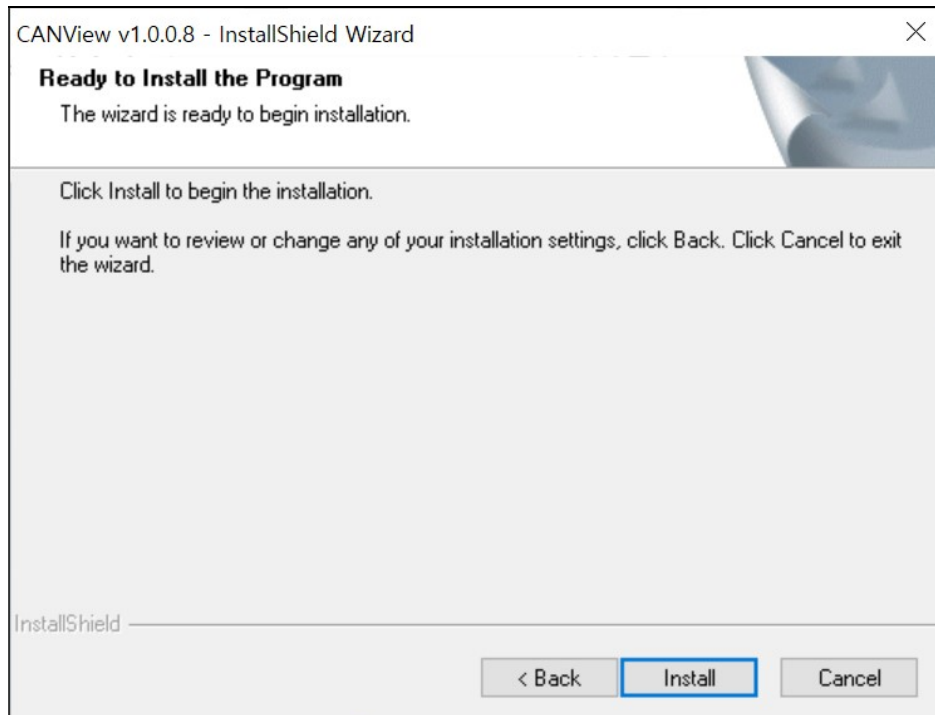 CANView v1.0.0.8 - InstallShield Wizard
Ready to Install the Program
The wizard is ready to begin installation.
Click Install to begin the installation.
If you want to review or change any of your installation settings, click Back. Click Cancel to exit
the wizard.
InstallShield
< Back
Install
Cancel